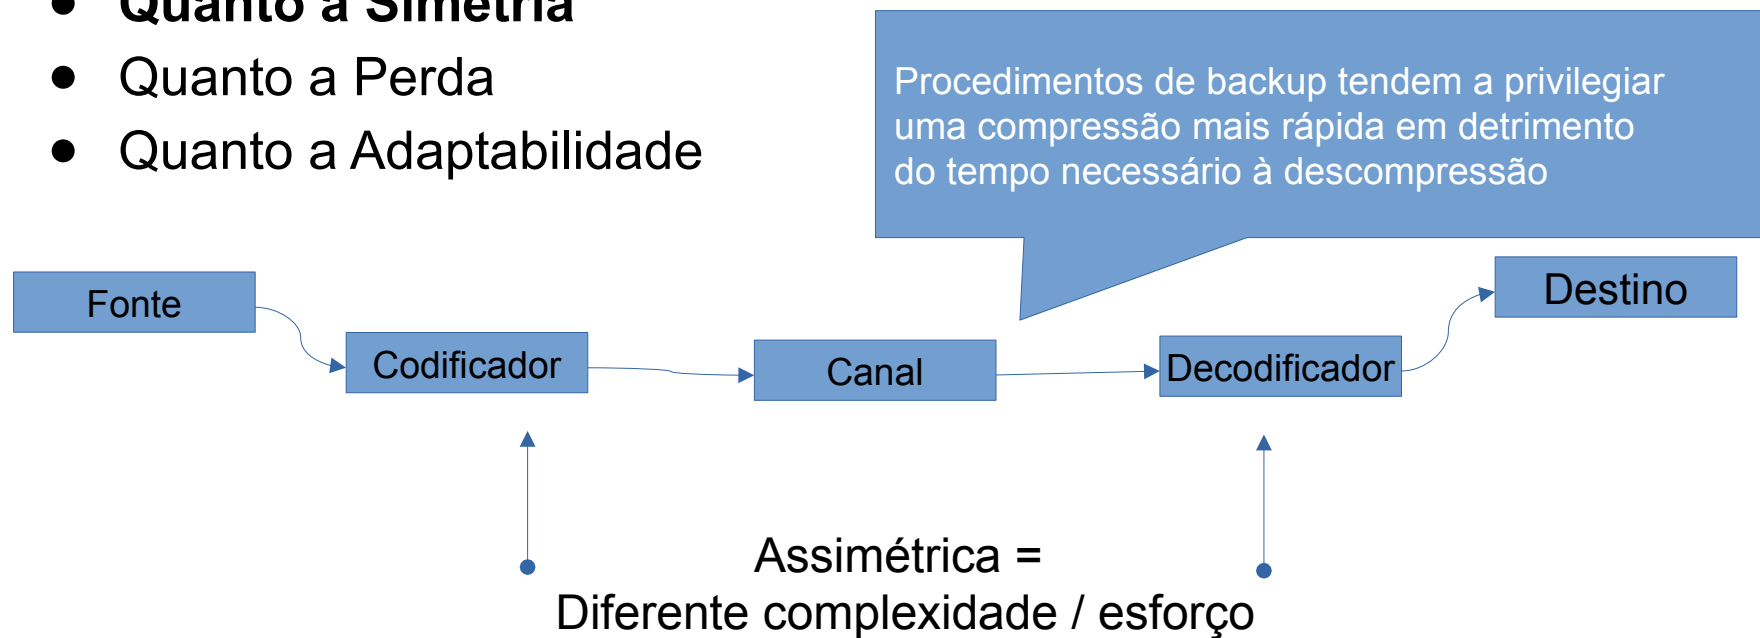 ● Quanto a Simetria
● Quanto a Perda
● Quanto a Adaptabilidade
Procedimentos de backup tendem a privilegiar
uma compressão mais rápida em detrimento
do tempo necessário à descompressão
Fonte
Codificador
Canal
Decodificador
Destino
Assimétrica =
Diferente complexidade / esforço